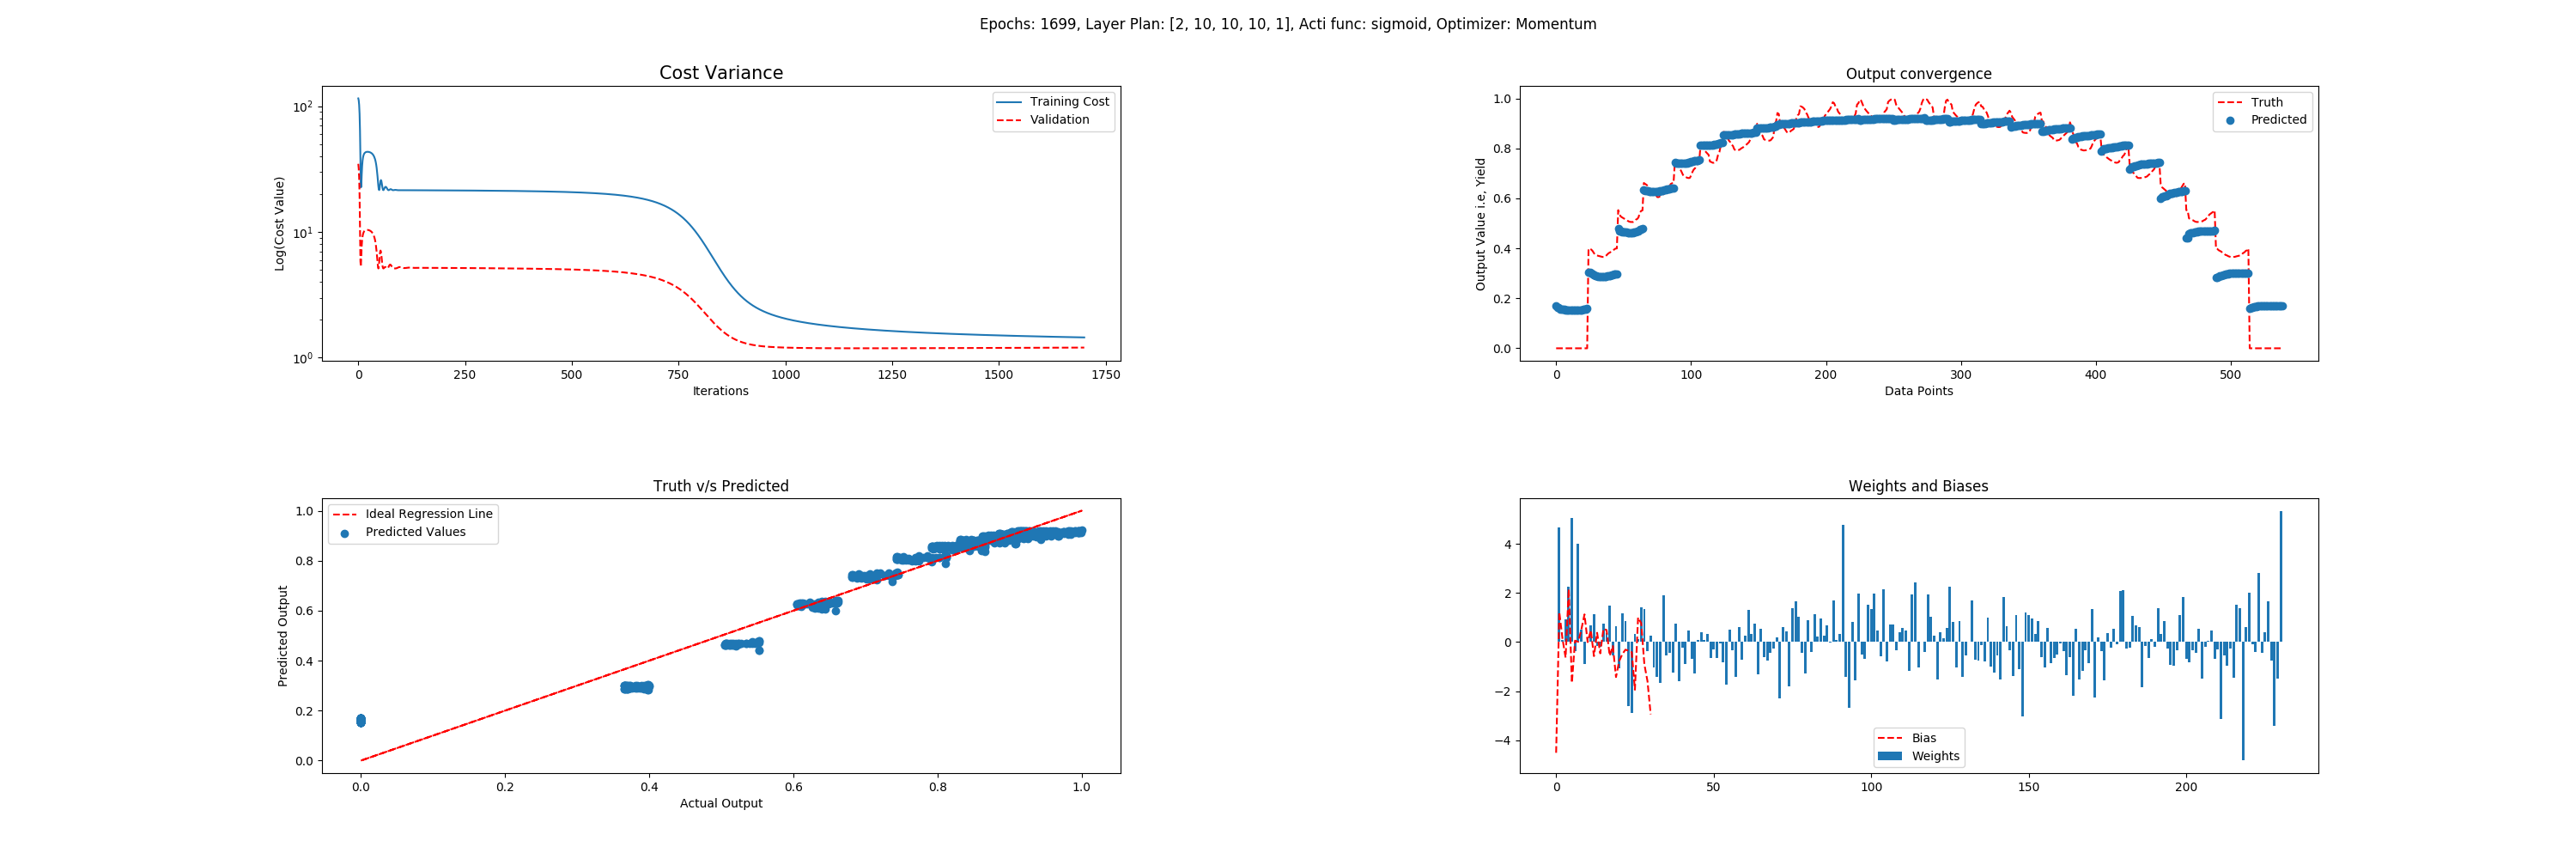 Epochs: 1699, Layer Plan: [2, 10, 10, 10, 1], Acti func: sigmoid, Optimizer: Momentum
Cost Variance
Training Cost
Validation
Log(Cost Value)
10²
10¹
10⁰
0 250 500 750 1000 1250 1500 1750
Iterations
Output convergence
Truth
Predicted
Output Value i.e, Yield
1.0
0.8
0.6
0.4
0.2
0.0
0 100 200 300 400 500
Data Points
Truth v/s Predicted
Ideal Regression Line
Predicted Values
Predicted Output
1.0
0.8
0.6
0.4
0.2
0.0
0.0 0.2 0.4 0.6 0.8 1.0
Actual Output
Weights and Biases
4
2
0
−2
−4
Bias
Weights
0 50 100 150 200